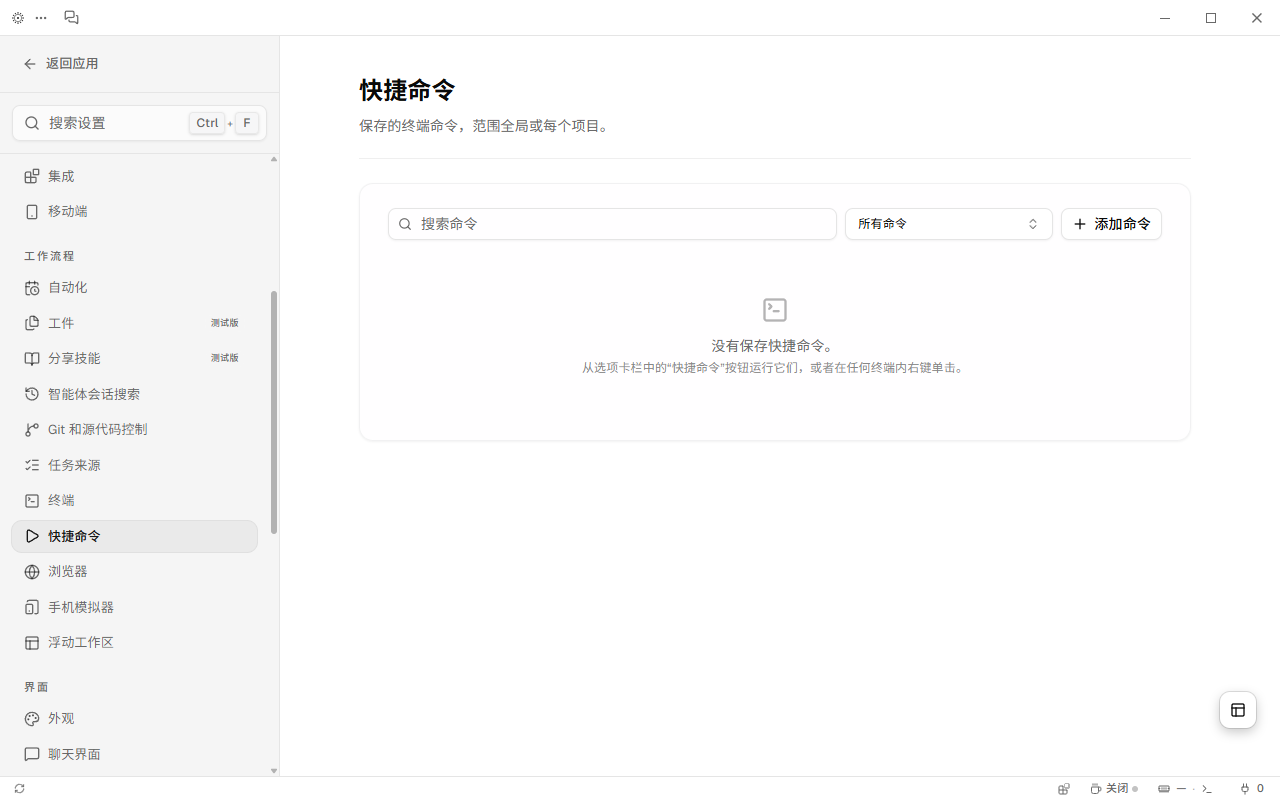 返回应用
搜索设置 Ctrl + F
集成
移动端
工作流程
自动化
工件 测试版
分享技能 测试版
智能体会话搜索
Git 和源代码控制
任务来源
终端
快捷命令
浏览器
手机模拟器
浮动工作区
界面
外观
聊天界面
快捷命令
保存的终端命令，范围全局或每个项目。
搜索命令 所有命令 添加命令
没有保存快捷命令。
从选项卡栏中的“快捷命令”按钮运行它们，或者在任何终端内右键单击。
关闭 — · 0